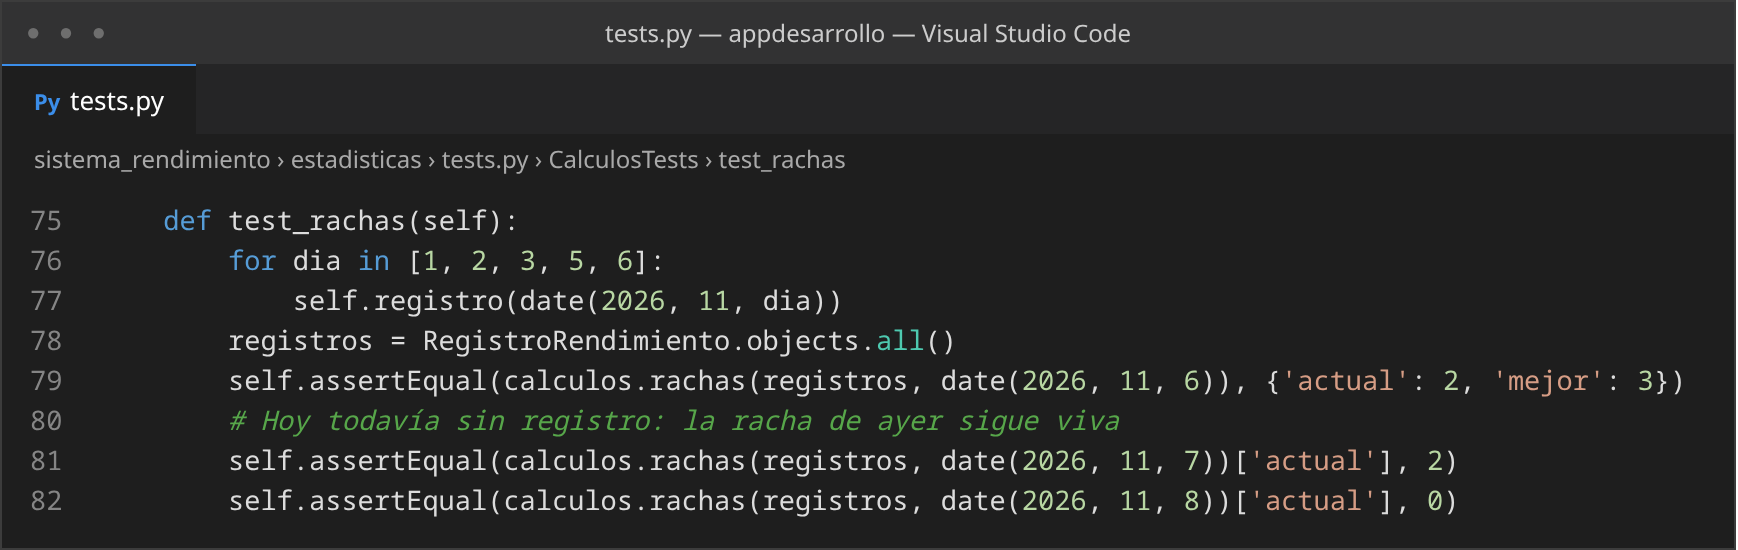 tests.py — appdesarrollo — Visual Studio Code
Py tests.py
sistema_rendimiento › estadisticas › tests.py › CalculosTests › test_rachas
75     def test_rachas(self):
76         for dia in [1, 2, 3, 5, 6]:
77             self.registro(date(2026, 11, dia))
78         registros = RegistroRendimiento.objects.all()
79         self.assertEqual(calculos.rachas(registros, date(2026, 11, 6)), {'actual': 2, 'mejor': 3})
80         # Hoy todavía sin registro: la racha de ayer sigue viva
81         self.assertEqual(calculos.rachas(registros, date(2026, 11, 7))['actual'], 2)
82         self.assertEqual(calculos.rachas(registros, date(2026, 11, 8))['actual'], 0)